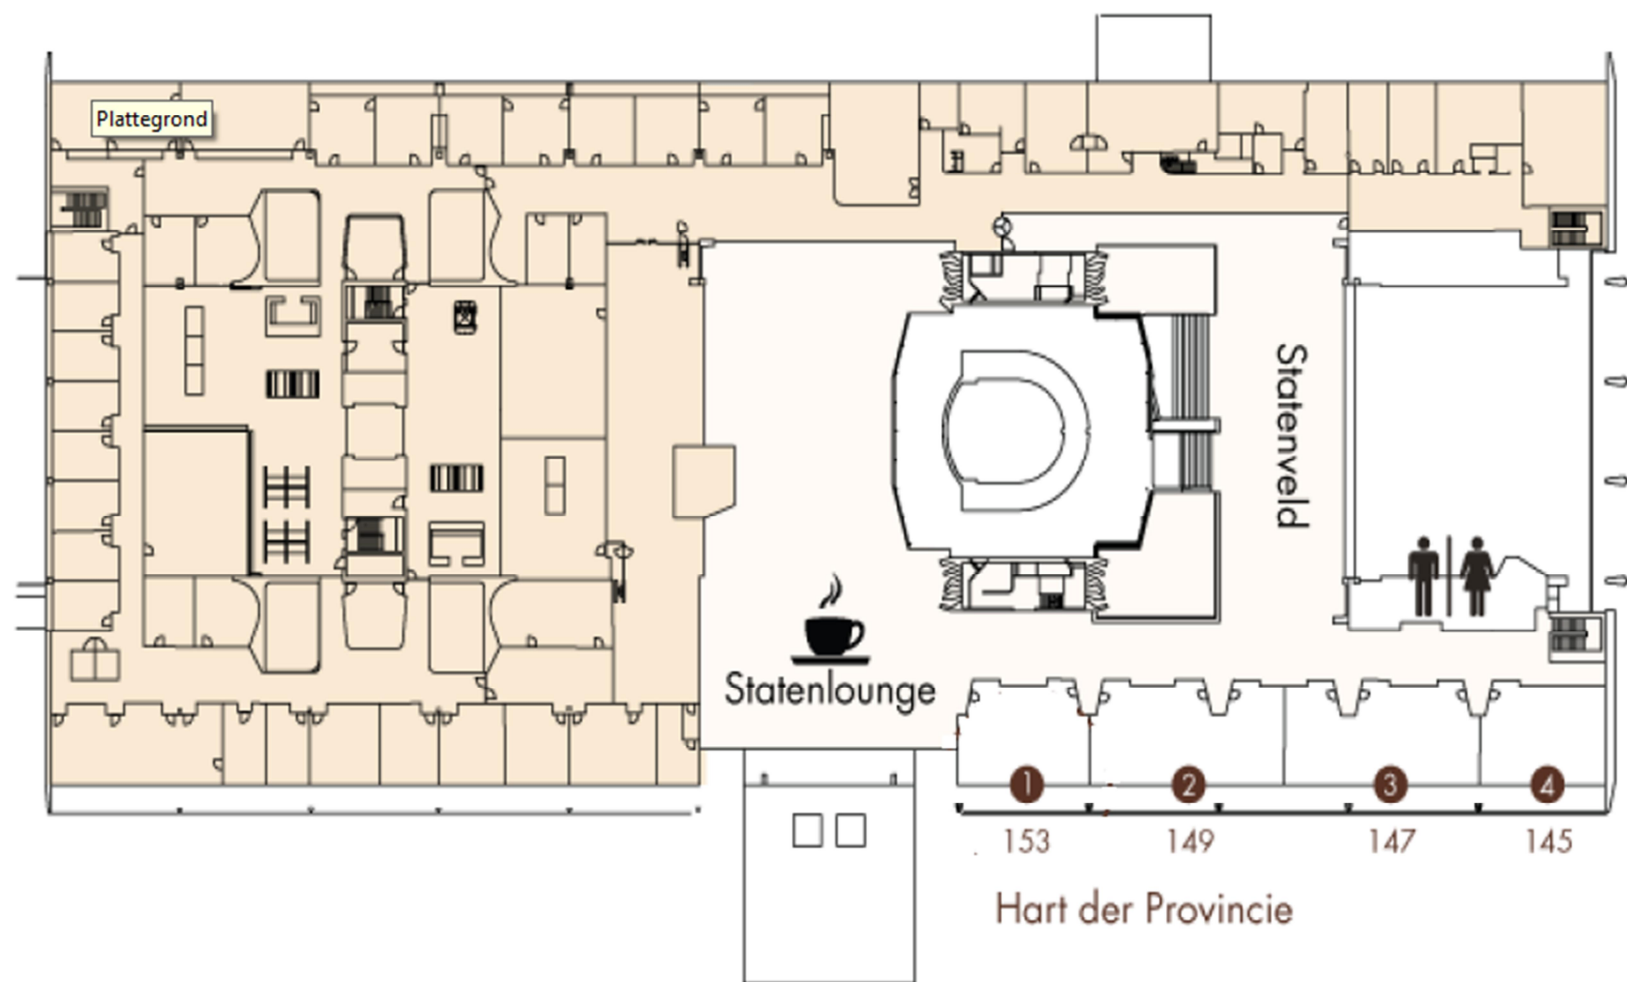 Plattegrond
Statenveld
Statenlounge
1 2 3 4
153 149 147 145
Hart der Provincie